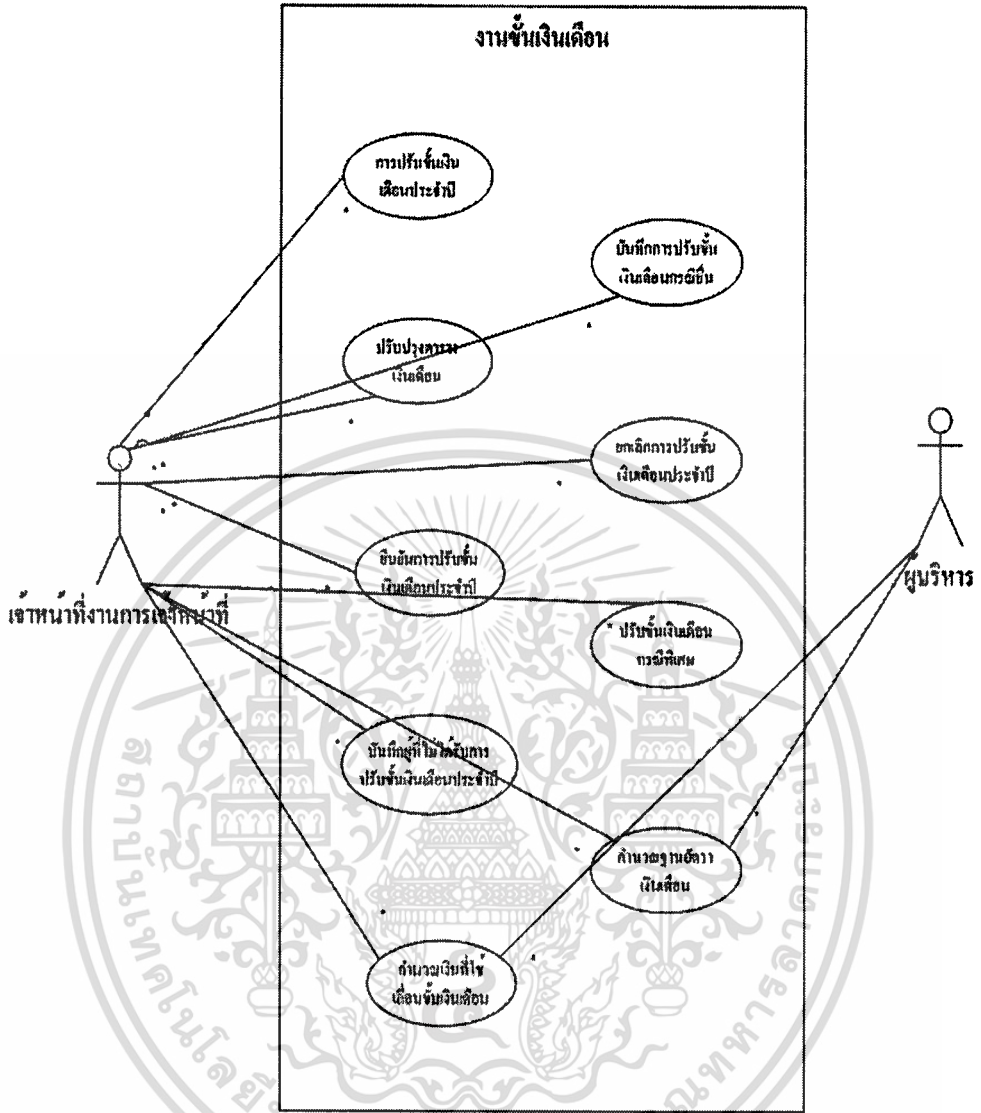 งานขั้นเงินเดือน
การปรับขั้นเงิน
เดือนประจำปี
บันทึกการปรับขั้น
เงินเดือนกรณีอื่น
ปรับปรุงตาราง
เงินเดือน
ยกเลิกการปรับขั้น
เงินเดือนประจำปี
ยืนยันการปรับขั้น
เงินเดือนประจำปี
เจ้าหน้าที่งานการเจ้าหน้าที่
ผู้บริหาร
ปรับขั้นเงินเดือน
กรณีพิเศษ
บันทึกผู้ที่ไม่ได้รับการ
ปรับขั้นเงินเดือนประจำปี
คำนวณฐานอัตรา
เงินเดือน
คำนวณเงินที่ใช้
เลื่อนขั้นเงินเดือน